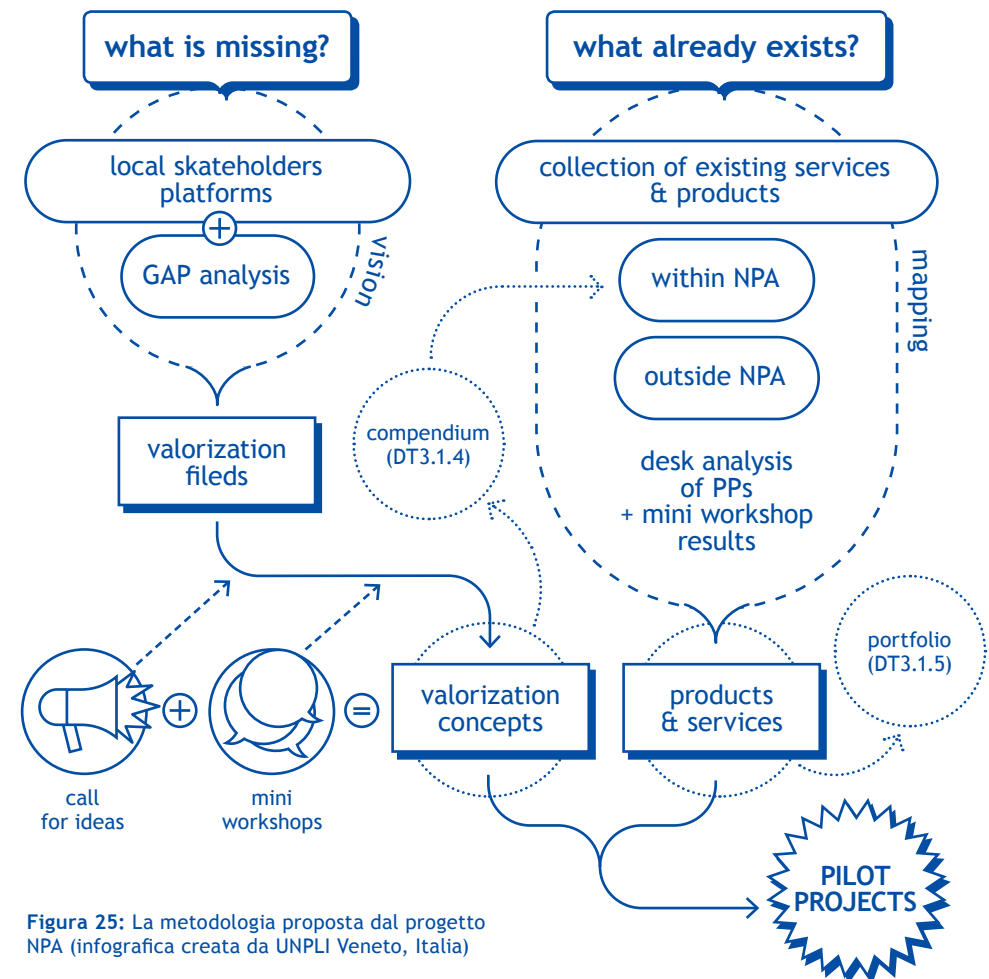 what is missing?
what already exists?
local skateholders
platforms
+
GAP analysis
vision
collection of existing services
& products
within NPA
outside NPA
mapping
desk analysis
of PPs
+ mini workshop
results
valorization
fileds
compendium
(DT3.1.4)
portfolio
(DT3.1.5)
+
=
call
for ideas
mini
workshops
valorization
concepts
products
& services
PILOT
PROJECTS
Figura 25: La metodologia proposta dal progetto
NPA (infografica creata da UNPLI Veneto, Italia)